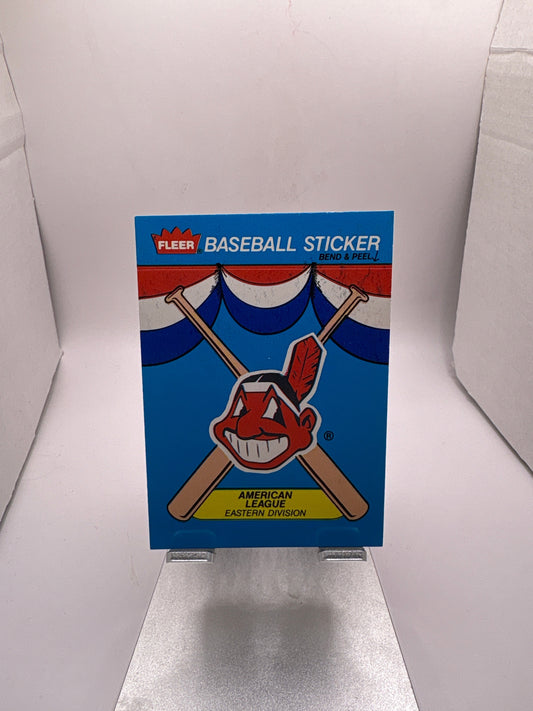 FLEER BASEBALL STICKER
BEND & PEEL
®
AMERICAN
LEAGUE
EASTERN DIVISION